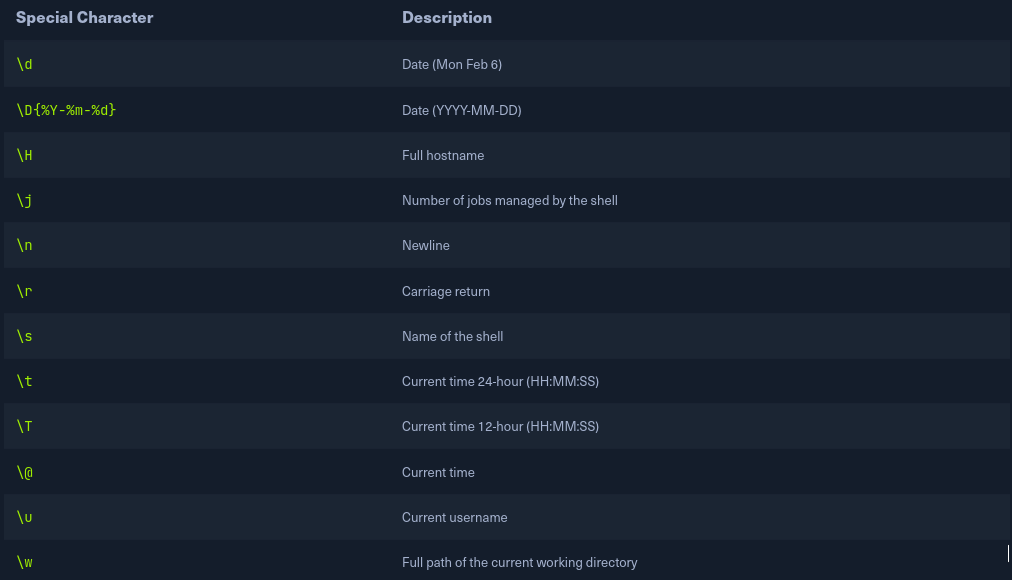 Special Character Description
\d Date (Mon Feb 6)
\D{%Y-%m-%d} Date (YYYY-MM-DD)
\H Full hostname
\j Number of jobs managed by the shell
\n Newline
\r Carriage return
\s Name of the shell
\t Current time 24-hour (HH:MM:SS)
\T Current time 12-hour (HH:MM:SS)
\@ Current time
\u Current username
\w Full path of the current working directory